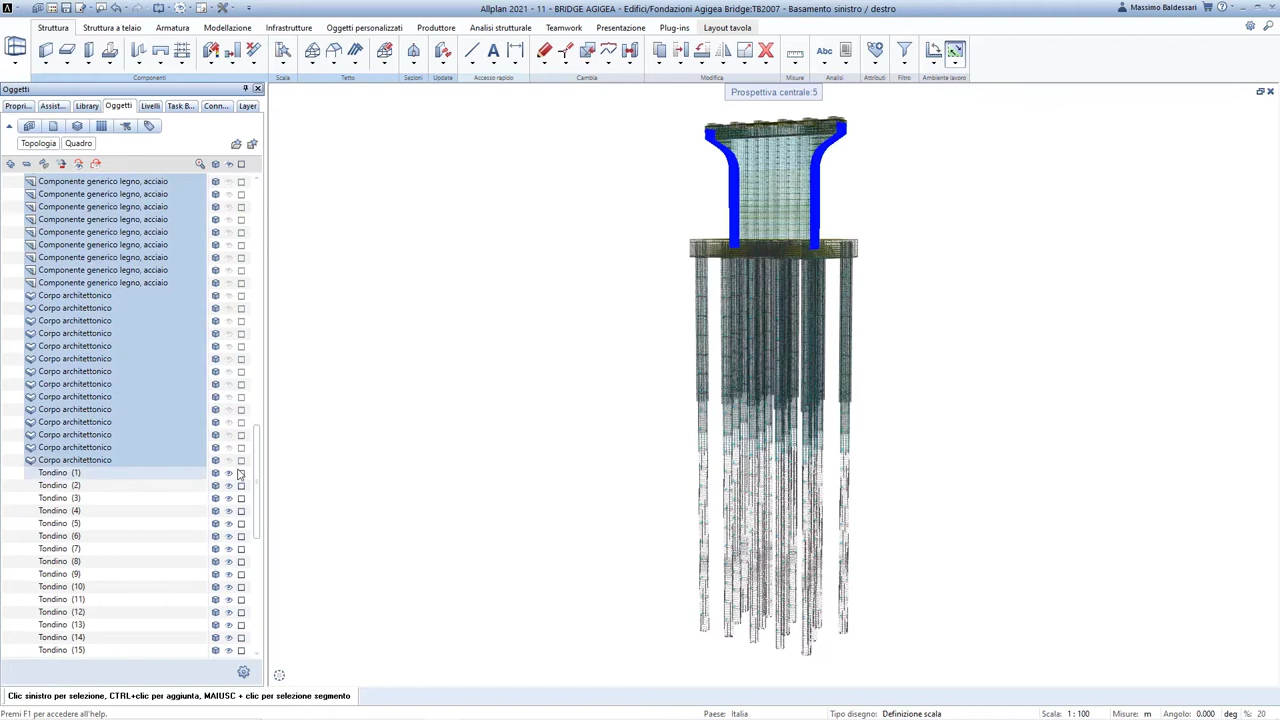 Allplan 2021 - 11 - BRIDGE AGIGEA - Edifici/Fondazioni Agigea Bridge:TB2007 - Basamento sinistro / destro
Massimo Baldessari
Struttura
Struttura a telaio
Armatura
Modellazione
Infrastrutture
Oggetti personalizzati
Produttore
Analisi strutturale
Teamwork
Presentazione
Plug-ins
Layout tavola
Abc
Componenti
Scala
Tetto
Sezioni
Update
Accesso rapido
Cambia
Modifica
Misure
Analisi
Attributi
Filtro
Ambiente lavoro
Oggetti
Prospettiva centrale:5
Propri...
Assist...
Library
Oggetti
Livelli
Task B...
Conn...
Layer
Topologia
Quadro
Componente generico legno, acciaio
Componente generico legno, acciaio
Componente generico legno, acciaio
Componente generico legno, acciaio
Componente generico legno, acciaio
Componente generico legno, acciaio
Componente generico legno, acciaio
Componente generico legno, acciaio
Componente generico legno, acciaio
Corpo architettonico
Corpo architettonico
Corpo architettonico
Corpo architettonico
Corpo architettonico
Corpo architettonico
Corpo architettonico
Corpo architettonico
Corpo architettonico
Corpo architettonico
Corpo architettonico
Corpo architettonico
Corpo architettonico
Corpo architettonico
Tondino (1)
Tondino (2)
Tondino (3)
Tondino (4)
Tondino (5)
Tondino (6)
Tondino (7)
Tondino (8)
Tondino (9)
Tondino (10)
Tondino (11)
Tondino (12)
Tondino (13)
Tondino (14)
Tondino (15)
Clic sinistro per selezione, CTRL+clic per aggiunta, MAIUSC + clic per selezione segmento
Premi F1 per accedere all'help.
Paese: Italia
Tipo disegno: Definizione scala
Scala: 1 : 100
Misure: m
Angolo: 0.000
deg
%: 20